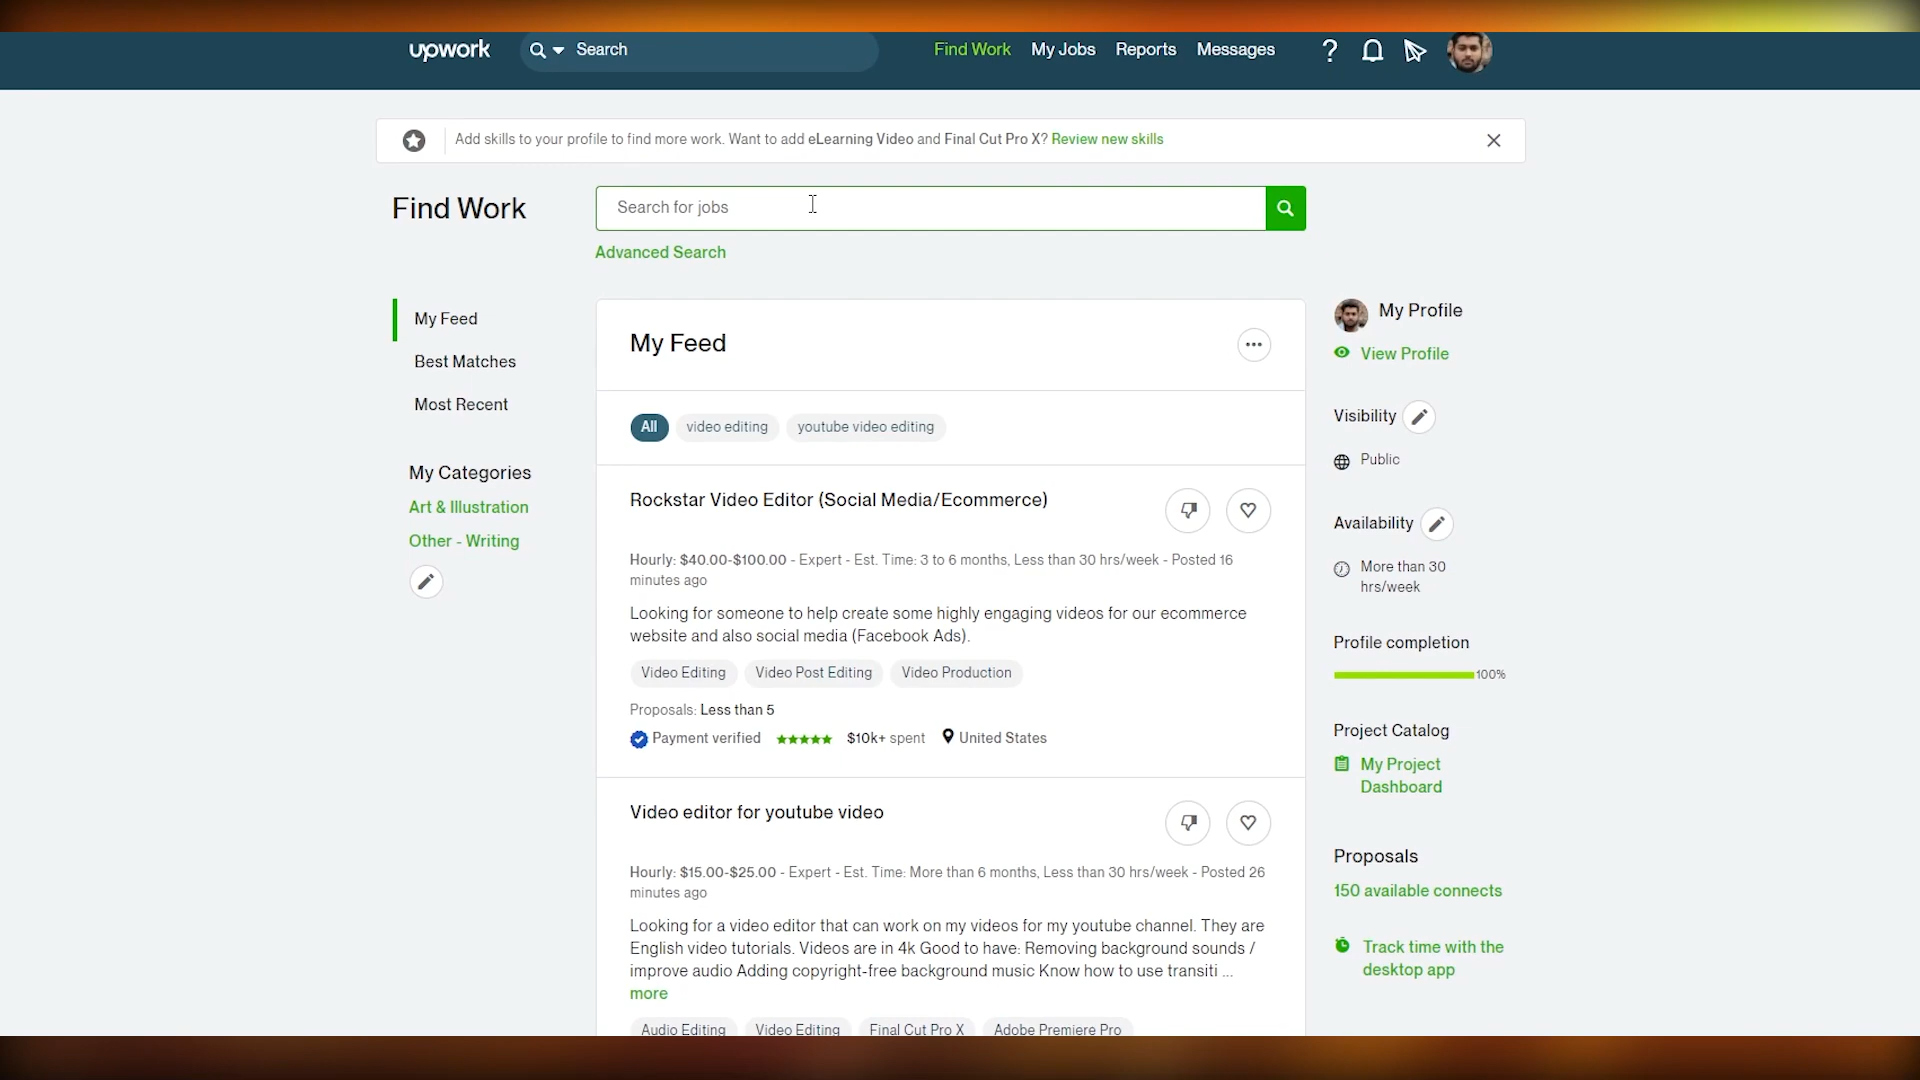 upwork
Search
Find Work
My Jobs
Reports
Messages
?
Add skills to your profile to find more work. Want to add eLearning Video and Final Cut Pro X? Review new skills
Find Work
Search for jobs
Advanced Search
My Feed
Best Matches
Most Recent
My Categories
Art & Illustration
Other - Writing
My Feed
All
video editing
youtube video editing
Rockstar Video Editor (Social Media/Ecommerce)
Hourly: $40.00-$100.00 - Expert - Est. Time: 3 to 6 months, Less than 30 hrs/week - Posted 16
minutes ago
Looking for someone to help create some highly engaging videos for our ecommerce
website and also social media (Facebook Ads).
Video Editing
Video Post Editing
Video Production
Proposals: Less than 5
Payment verified
$10k+ spent
United States
Video editor for youtube video
Hourly: $15.00-$25.00 - Expert - Est. Time: More than 6 months, Less than 30 hrs/week - Posted 26
minutes ago
Looking for a video editor that can work on my videos for my youtube channel. They are
English video tutorials. Videos are in 4k Good to have: Removing background sounds /
improve audio Adding copyright-free background music Know how to use transiti ...
more
Audio Editing
Video Editing
Final Cut Pro X
Adobe Premiere Pro
My Profile
View Profile
Visibility
Public
Availability
More than 30
hrs/week
Profile completion
100%
Project Catalog
My Project
Dashboard
Proposals
150 available connects
Track time with the
desktop app